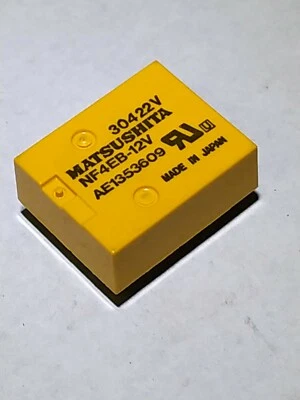 30422V
MATSUSHITA
NF4EB-12V
AE1353609
MADE IN JAPAN